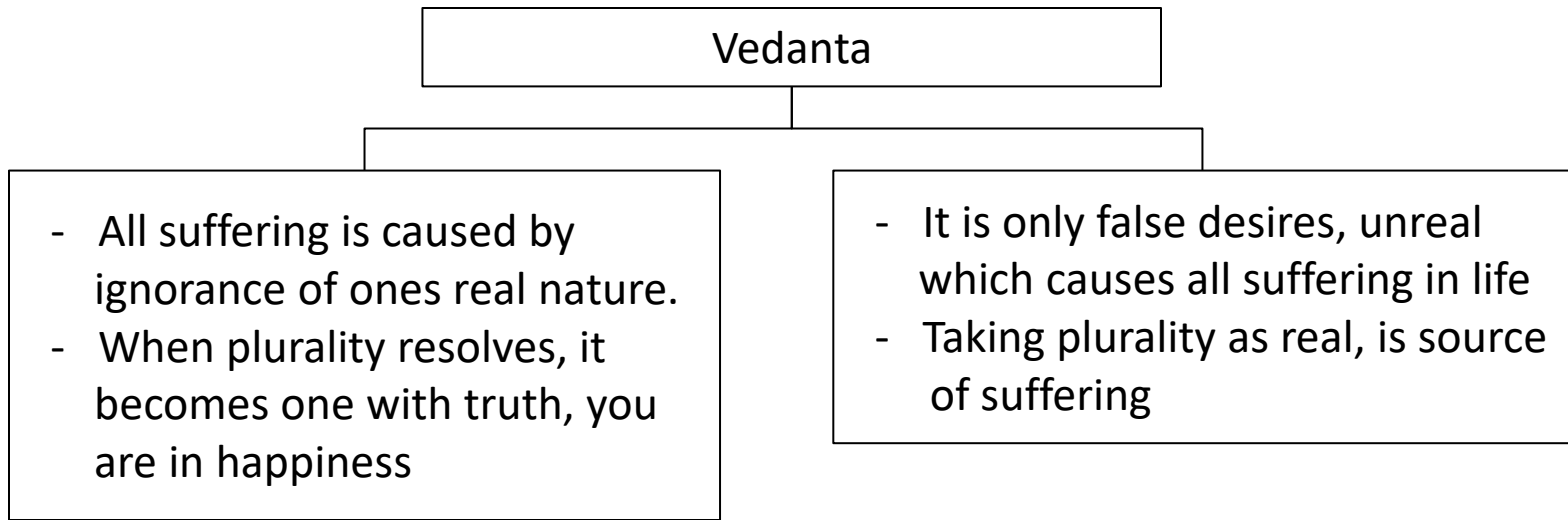 Vedanta
- All suffering is caused by
ignorance of ones real nature.
- When plurality resolves, it
becomes one with truth, you
are in happiness
- It is only false desires, unreal
which causes all suffering in life
- Taking plurality as real, is source
of suffering